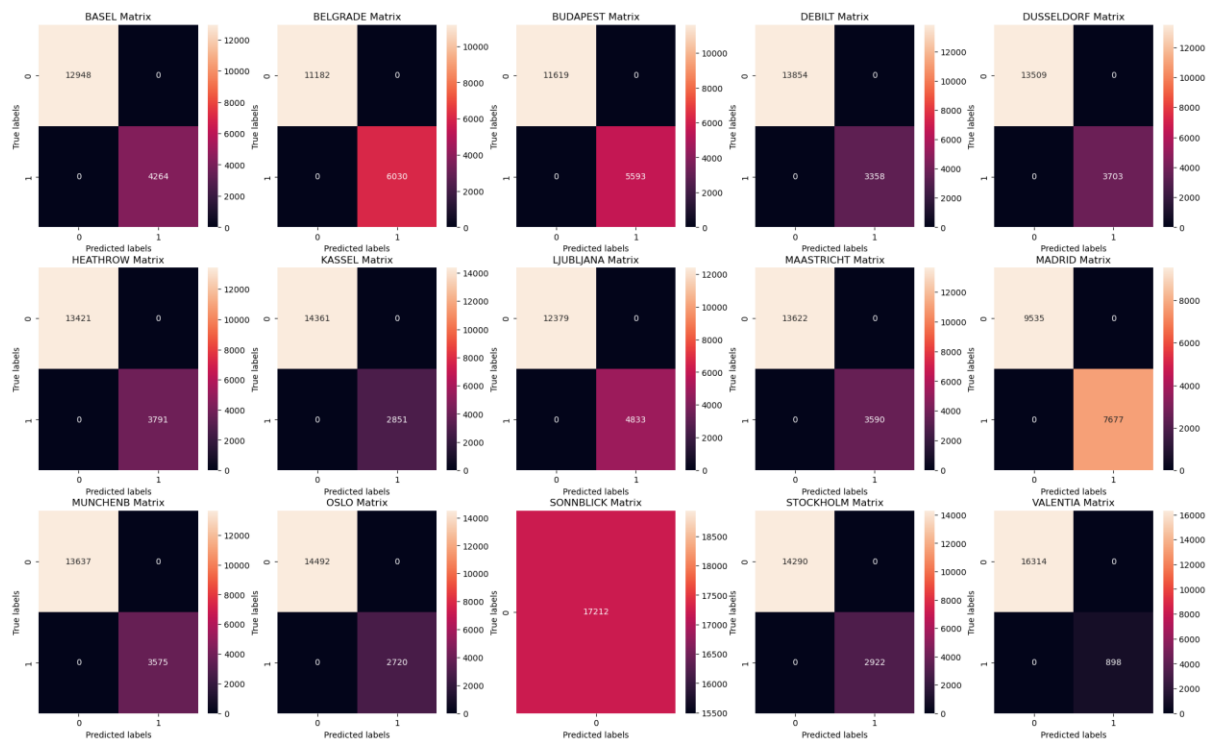 BASEL Matrix
True labels
0 12948 0
1 0 4264
0 1
Predicted labels
12000
10000
8000
6000
4000
2000
0
BELGRADE Matrix
True labels
0 11182 0
1 0 6030
0 1
Predicted labels
10000
8000
6000
4000
2000
0
BUDAPEST Matrix
True labels
0 11619 0
1 0 5593
0 1
Predicted labels
10000
8000
6000
4000
2000
0
DEBILT Matrix
True labels
0 13854 0
1 0 3358
0 1
Predicted labels
12000
10000
8000
6000
4000
2000
0
DUSSELDORF Matrix
True labels
0 13509 0
1 0 3703
0 1
Predicted labels
12000
10000
8000
6000
4000
2000
0
HEATHROW Matrix
True labels
0 13421 0
1 0 3791
0 1
Predicted labels
12000
10000
8000
6000
4000
2000
0
KASSEL Matrix
True labels
0 14361 0
1 0 2851
0 1
Predicted labels
14000
12000
10000
8000
6000
4000
2000
0
LJUBLJANA Matrix
True labels
0 12379 0
1 0 4833
0 1
Predicted labels
12000
10000
8000
6000
4000
2000
0
MAASTRICHT Matrix
True labels
0 13622 0
1 0 3590
0 1
Predicted labels
12000
10000
8000
6000
4000
2000
0
MADRID Matrix
True labels
0 9535 0
1 0 7677
0 1
Predicted labels
8000
6000
4000
2000
0
MUNCHENB Matrix
True labels
0 13637 0
1 0 3575
0 1
Predicted labels
12000
10000
8000
6000
4000
2000
0
OSLO Matrix
True labels
0 14492 0
1 0 2720
0 1
Predicted labels
14000
12000
10000
8000
6000
4000
2000
0
SONNBLICK Matrix
True labels
0 17212
0
Predicted labels
18500
18000
17500
17000
16500
16000
15500
STOCKHOLM Matrix
True labels
0 14290 0
1 0 2922
0 1
Predicted labels
14000
12000
10000
8000
6000
4000
2000
0
VALENTIA Matrix
True labels
0 16314 0
1 0 898
0 1
Predicted labels
16000
14000
12000
10000
8000
6000
4000
2000
0